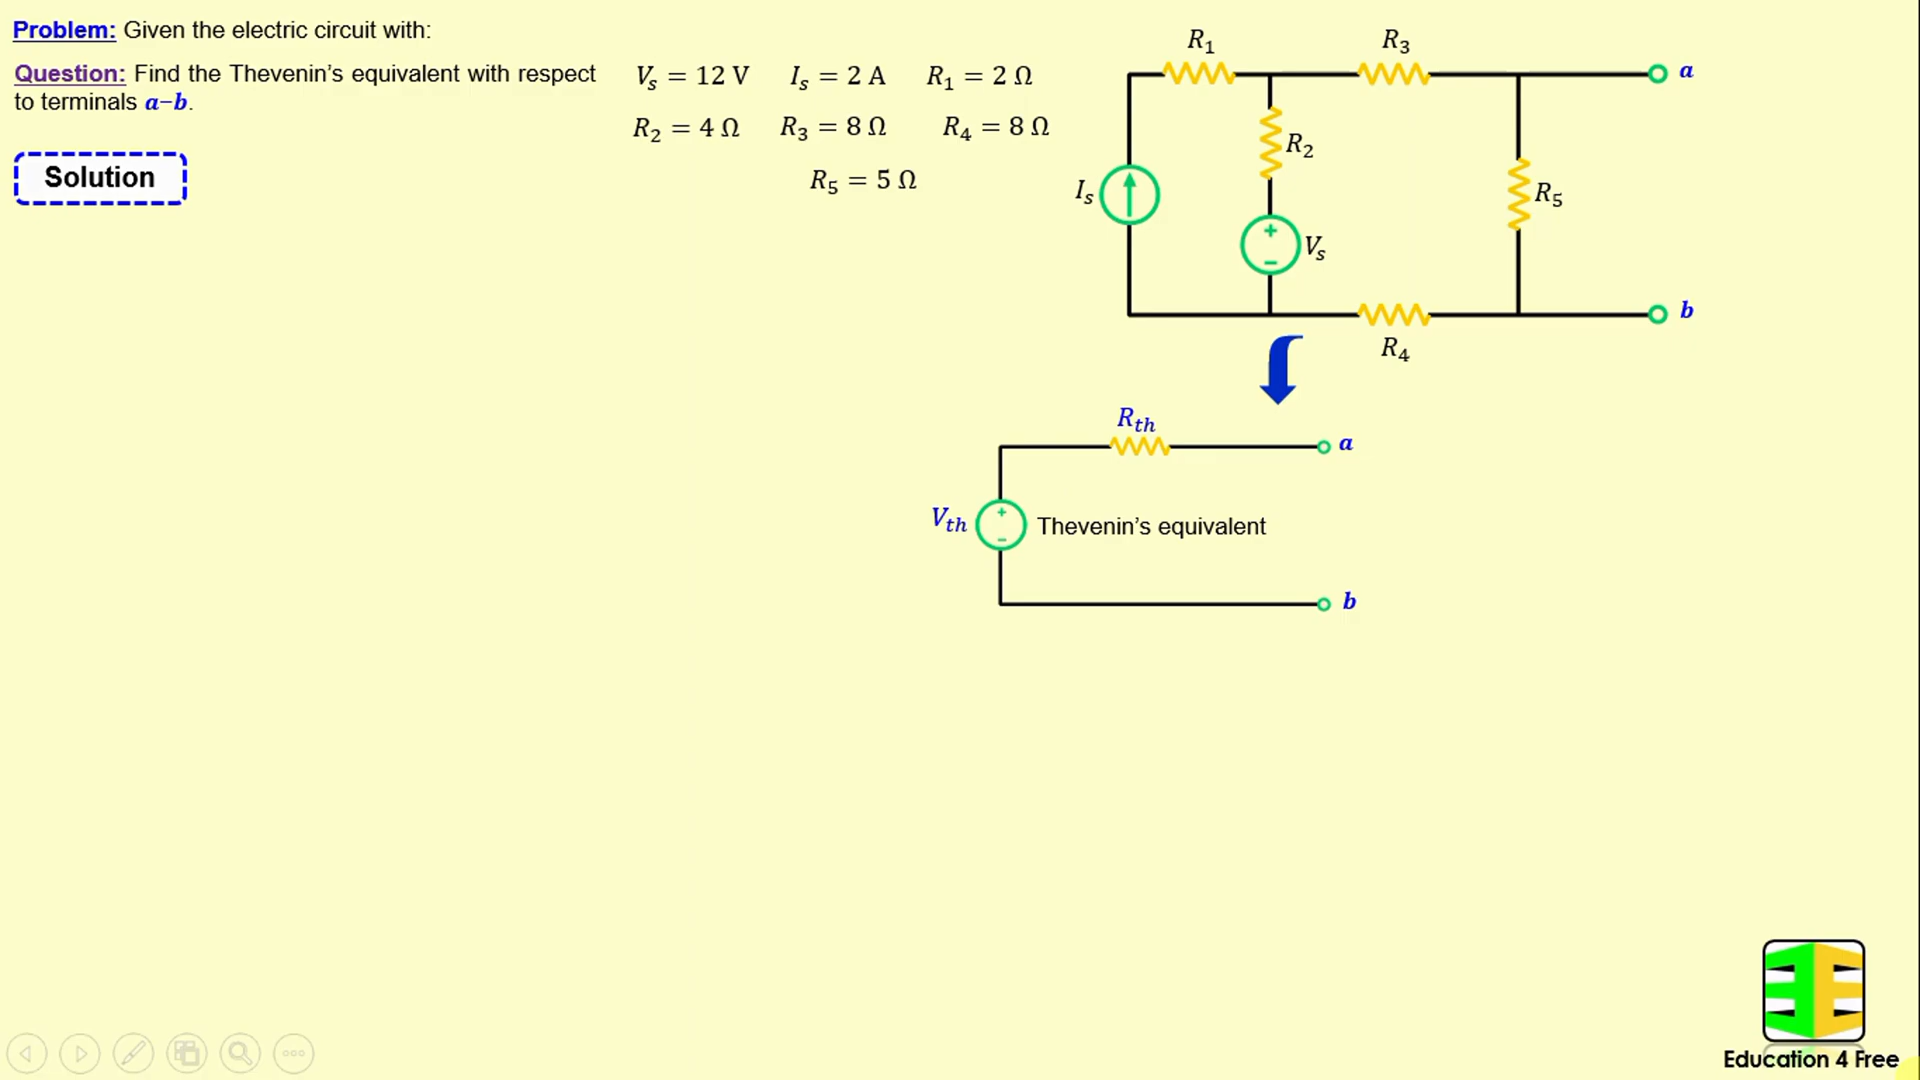 Problem: Given the electric circuit with:
Question: Find the Thevenin's equivalent with respect
to terminals a−b.
Vs = 12 V Is = 2 A R1 = 2 Ω
R2 = 4 Ω R3 = 8 Ω R4 = 8 Ω
R5 = 5 Ω
Solution
R1
R3
a
R2
Is
R5
+
−
Vs
b
R4
Rth
a
Vth
+
−
Thevenin's equivalent
b
Education 4 Free